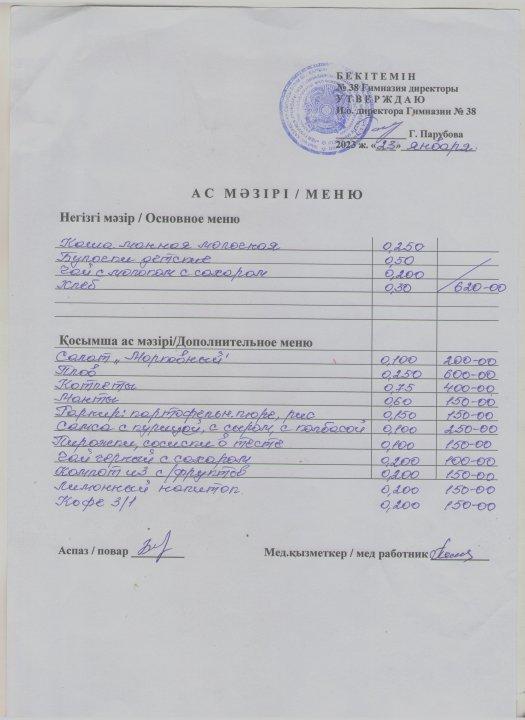 БЕКІТЕМІН
№ 38 Гимназия директоры
УТВЕРЖДАЮ
И.о. директора Гимназии № 38
Г. Парубова
2023 ж. «23» января
АС МӘЗІРІ / МЕНЮ
Негізгі мәзір / Основное меню
Каша манная молоская 0,250
Булочки детские 0,50
Чай с молоком с сахаром 0,200
Хлеб 0,30 620-00
Қосымша ас мәзірі/Дополнительное меню
Салат „Морковный" 0,100 200-00
Плов 0,250 600-00
Котлеты 0,75 400-00
Манты 0,60 150-00
Гарнир: картофельн. пюре, рис 0,150 150-00
Самса с курицой, с сыром, с колбасой 0,100 250-00
Пирожки, сосиски в тесте 0,100 150-00
Чай черный с сахаром 0,200 100-00
Компот из с/фруктов 0,200 150-00
Лимонный напиток 0,200 150-00
Кофе 3/1 0,200 150-00
Аспаз / повар Мед.қызметкер / мед работник